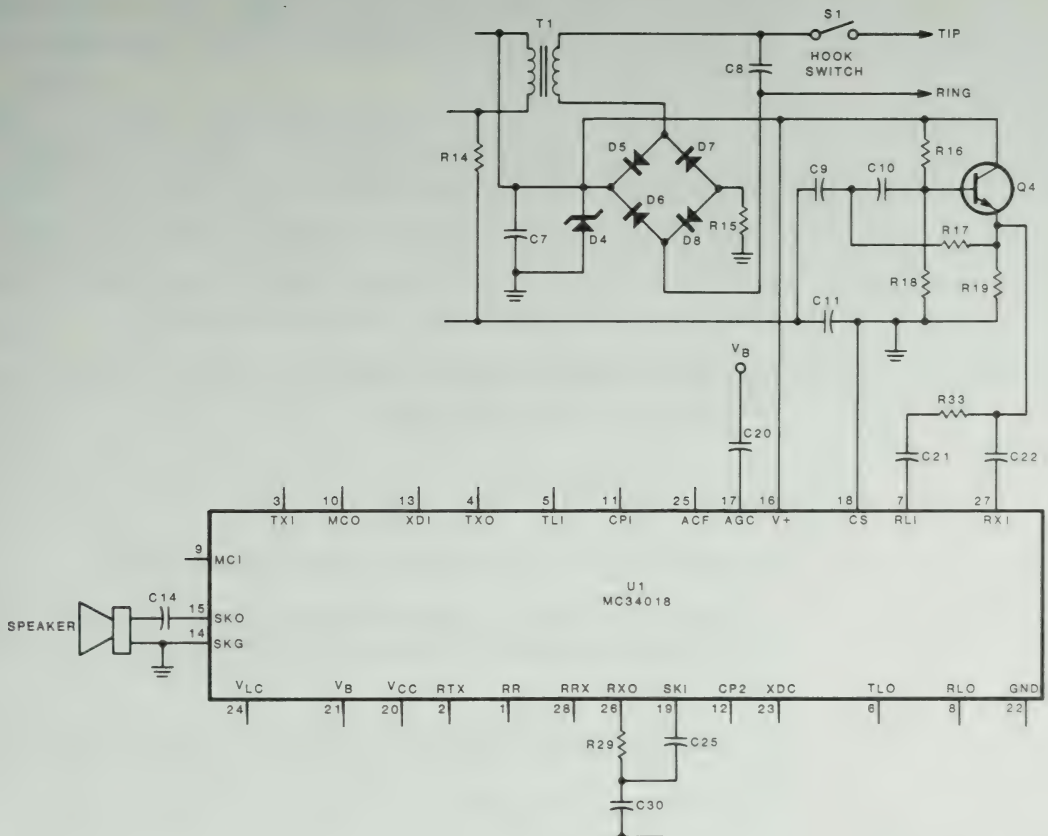 T1
S1
TIP
HOOK
SWITCH
C8
RING
R14
D5
D7
R16
C9
C10
Q4
D6
R15
C7
D4
D8
R17
R18
R19
C11
VB
R33
C20
C21
C22
3
10
13
4
5
11
25
17
16
18
7
27
TXI
MCO
XDI
TXO
TLI
CPI
ACF
AGC
V+
CS
RLI
RXI
9
MCI
U1
MC34018
C14
15
SKO
SPEAKER
14
SKG
VLC
VB
VCC
RTX
RR
RRX
RXO
SKI
CP2
XDC
TLO
RLO
GND
24
21
20
2
1
28
26
19
12
23
6
8
22
R29
C25
C30